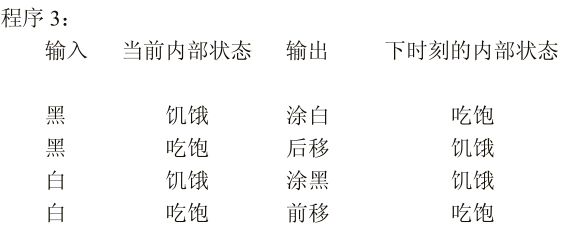 程序 3：
输入 当前内部状态 输出 下时刻的内部状态
黑 饥饿 涂白 吃饱
黑 吃饱 后移 饥饿
白 饥饿 涂黑 饥饿
白 吃饱 前移 吃饱